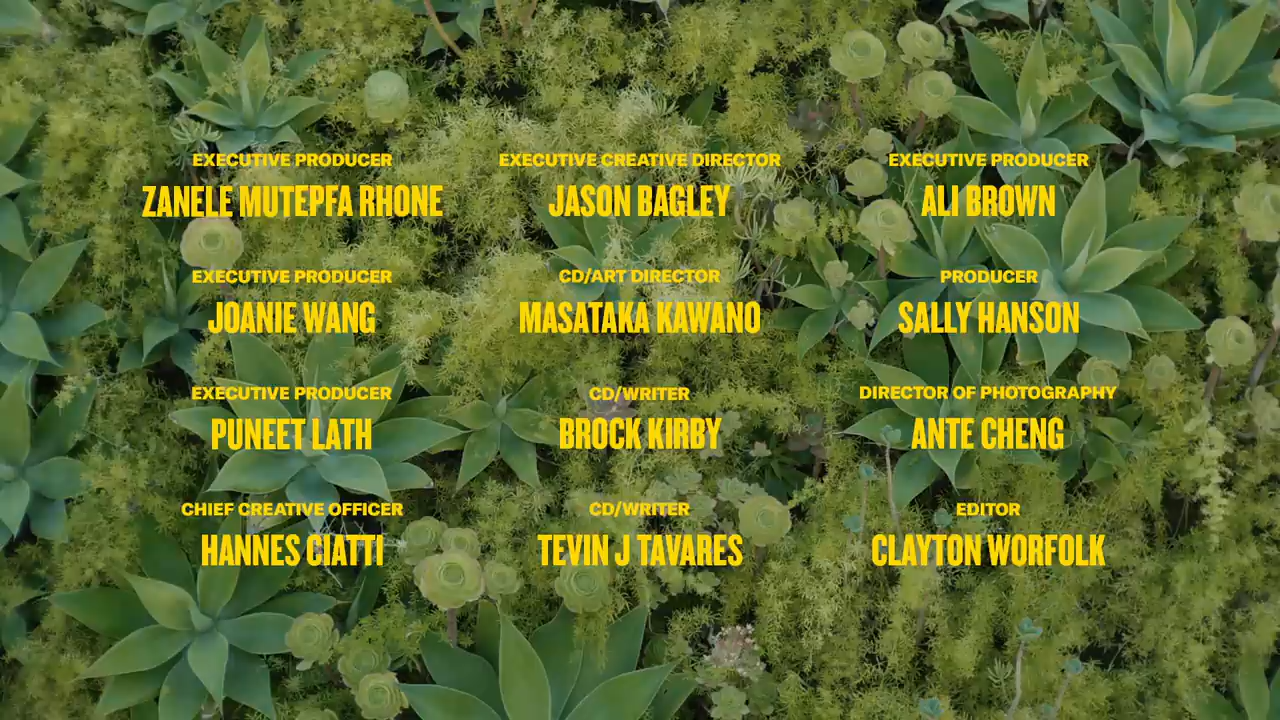 EXECUTIVE PRODUCER
ZANELE MUTEPFA RHONE
EXECUTIVE CREATIVE DIRECTOR
JASON BAGLEY
EXECUTIVE PRODUCER
ALI BROWN
EXECUTIVE PRODUCER
JOANIE WANG
CD/ART DIRECTOR
MASATAKA KAWANO
PRODUCER
SALLY HANSON
EXECUTIVE PRODUCER
PUNEET LATH
CD/WRITER
BROCK KIRBY
DIRECTOR OF PHOTOGRAPHY
ANTE CHENG
CHIEF CREATIVE OFFICER
HANNES CIATTI
CD/WRITER
TEVIN J TAVARES
EDITOR
CLAYTON WORFOLK